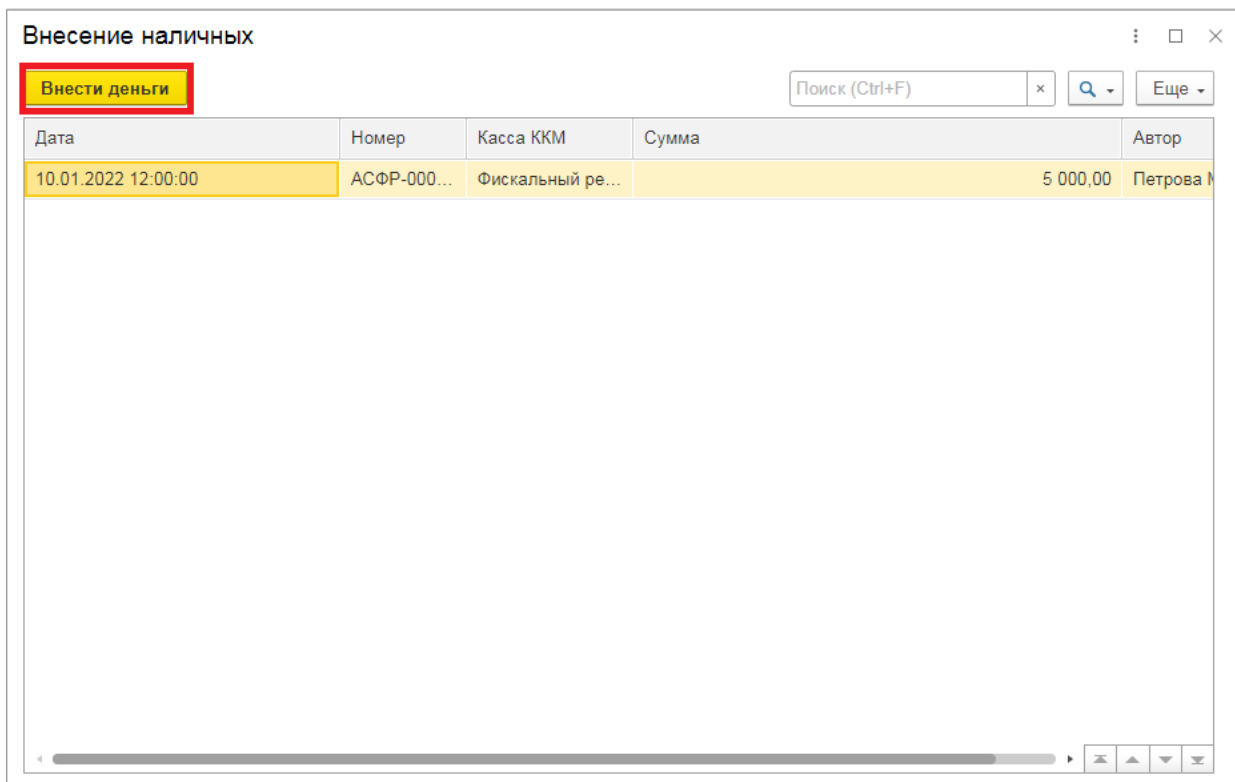 Внесение наличных
Внести деньги
Поиск (Ctrl+F) × Еще
Дата Номер Касса ККМ Сумма Автор
10.01.2022 12:00:00 АСФР-000... Фискальный ре... 5 000,00 Петрова